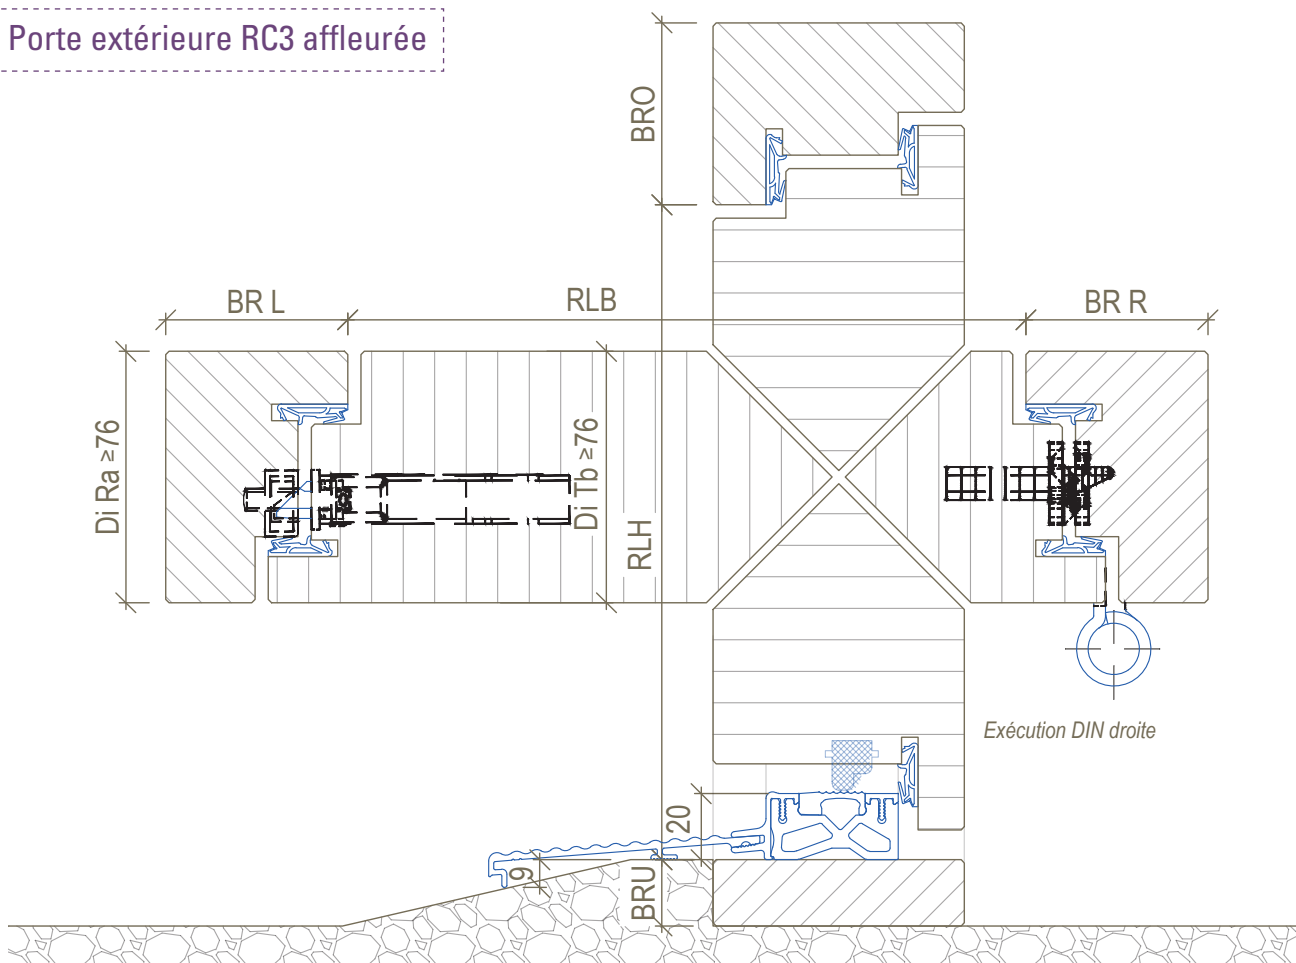 Porte extérieure RC3 affleurée
BRO
BR L
RLB
BR R
Di Ra ≥76
Di Tb ≥76
RLH
Exécution DIN droite
20
9
BRU